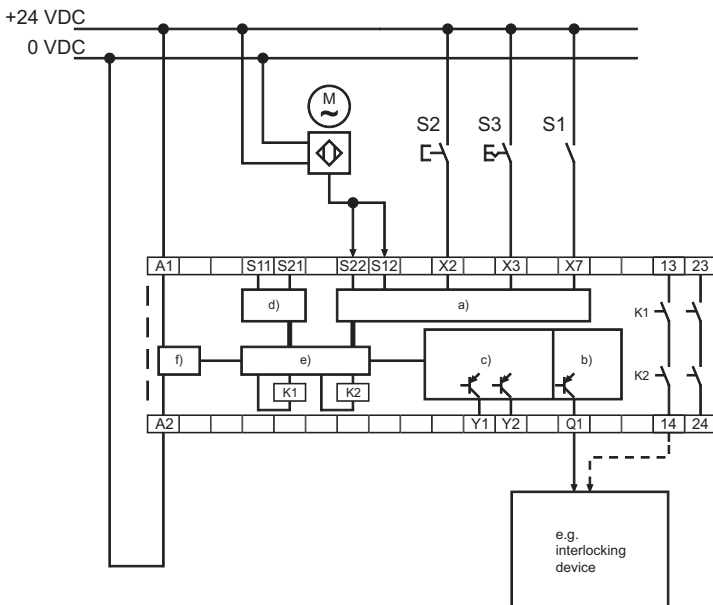 +24 VDC
0 VDC
M
~
S2 S3 S1
A1 S11 S21 S22 S12 X2 X3 X7 13 23
d) a)
K1
f) e) c) b)
K1 K2 K2
A2 Y1 Y2 Q1 14 24
e.g.
interlocking
device